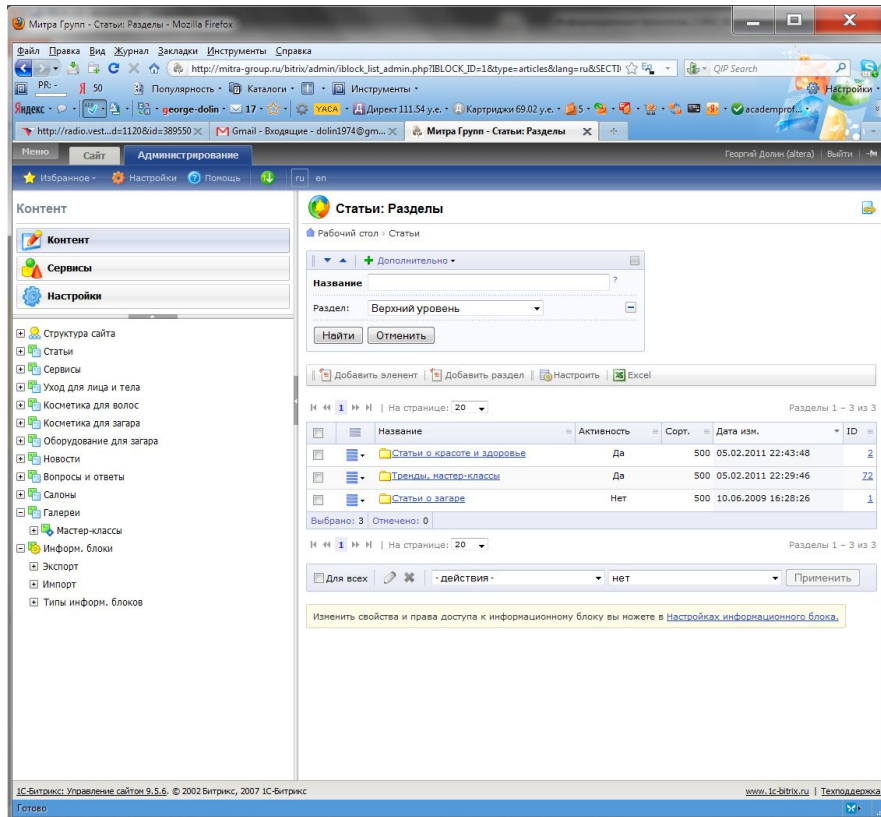 Митра Групп - Статьи: Разделы - Mozilla Firefox
Файл Правка Вид Журнал Закладки Инструменты Справка
http://mitra-group.ru/bitrix/admin/iblock_list_admin.php?IBLOCK_ID=1&type=articles&lang=ru&SECTI
QIP Search
PR: - Я 50 Популярность Каталоги Инструменты Настройки
Яндекс george-dolin 17 YACA Директ 111.54 у.е. Картриджи 69.02 у.е. 5 academprof...
http://radio.vest...d=1120&id=389550 Gmail - Входящие - dolin1974@gm... Митра Групп - Статьи: Разделы
Меню Сайт Администрирование Георгий Долин (altera) | Выйти
Избранное Настройки Помощь ru en
Контент
Контент
Сервисы
Настройки
Структура сайта
Статьи
Сервисы
Уход для лица и тела
Косметика для волос
Косметика для загара
Оборудование для загара
Новости
Вопросы и ответы
Салоны
Галереи
Мастер-классы
Информ. блоки
Экспорт
Импорт
Типы информ. блоков
Статьи: Разделы
Рабочий стол › Статьи
Дополнительно
Название ?
Раздел: Верхний уровень
Найти Отменить
Добавить элемент Добавить раздел Настроить Excel
1 | На странице: 20 Разделы 1 – 3 из 3
Название Активность Сорт. Дата изм. ID
Статьи о красоте и здоровье Да 500 05.02.2011 22:43:48 2
Тренды, мастер-классы Да 500 05.02.2011 22:29:46 72
Статьи о загаре Нет 500 10.06.2009 16:28:26 1
Выбрано: 3 Отмечено: 0
1 | На странице: 20 Разделы 1 – 3 из 3
Для всех - действия - нет Применить
Изменить свойства и права доступа к информационному блоку вы можете в Настройках информационного блока.
1С-Битрикс: Управление сайтом 9.5.6. © 2002 Битрикс, 2007 1С-Битрикс www.1c-bitrix.ru | Техподдержка
Готово